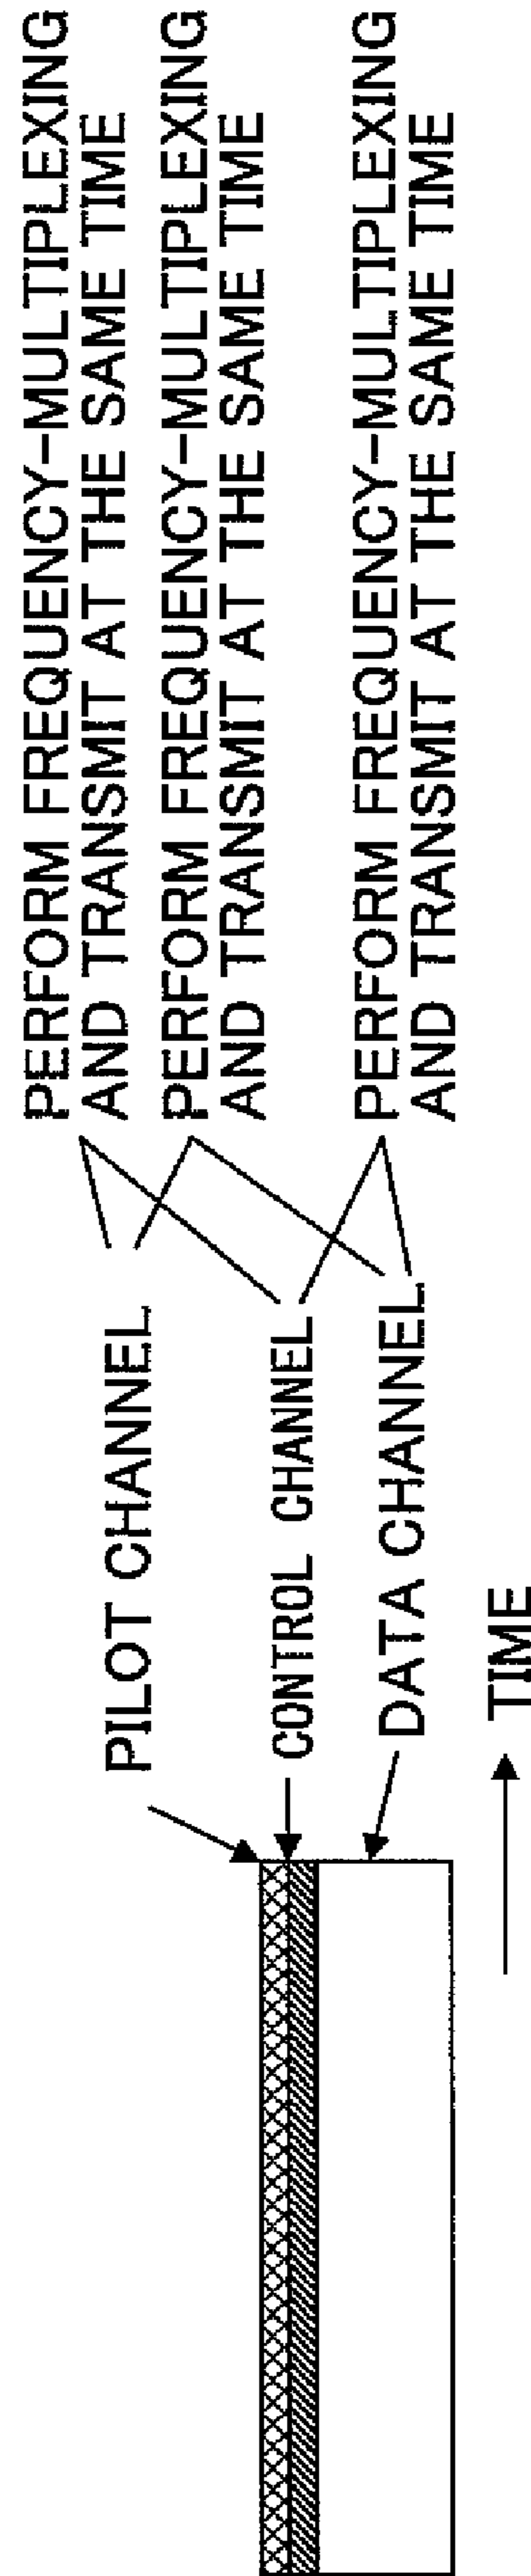 PILOT CHANNEL
CONTROL CHANNEL
DATA CHANNEL
TIME
PERFORM FREQUENCY-MULTIPLEXING
AND TRANSMIT AT THE SAME TIME
PERFORM FREQUENCY-MULTIPLEXING
AND TRANSMIT AT THE SAME TIME
PERFORM FREQUENCY-MULTIPLEXING
AND TRANSMIT AT THE SAME TIME